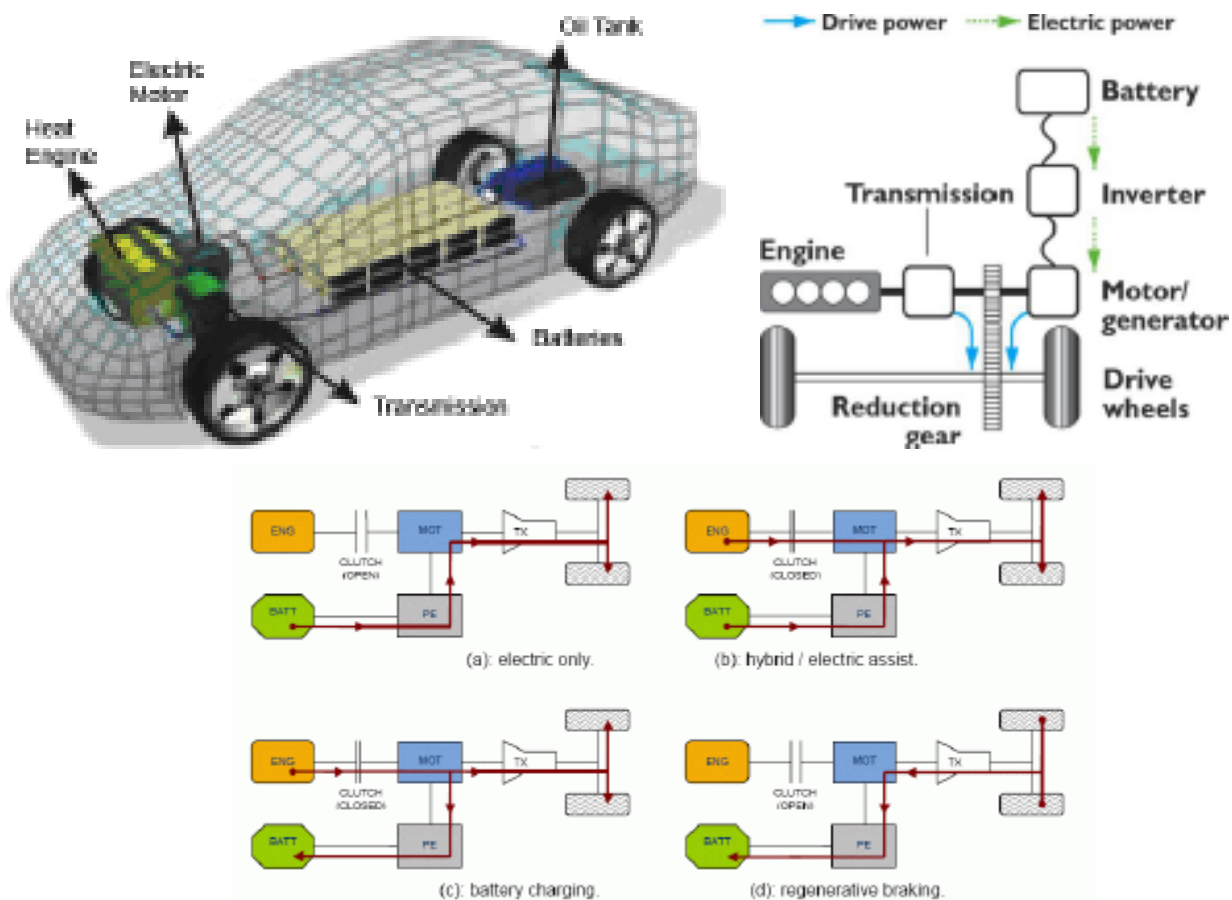 Oil Tank
Electric
Motor
Heat
Engine
Batteries
Transmission
Drive power
Electric power
Battery
Transmission
Inverter
Engine
Motor/
generator
Reduction
gear
Drive
wheels
ENG
MOT
TX
CLUTCH
(OPEN)
BATT
PE
(a): electric only.
ENG
MOT
TX
CLUTCH
(CLOSED)
BATT
PE
(b): hybrid / electric assist.
ENG
MOT
TX
CLUTCH
(CLOSED)
BATT
PE
(c): battery charging.
ENG
MOT
TX
CLUTCH
(OPEN)
BATT
PE
(d): regenerative braking.